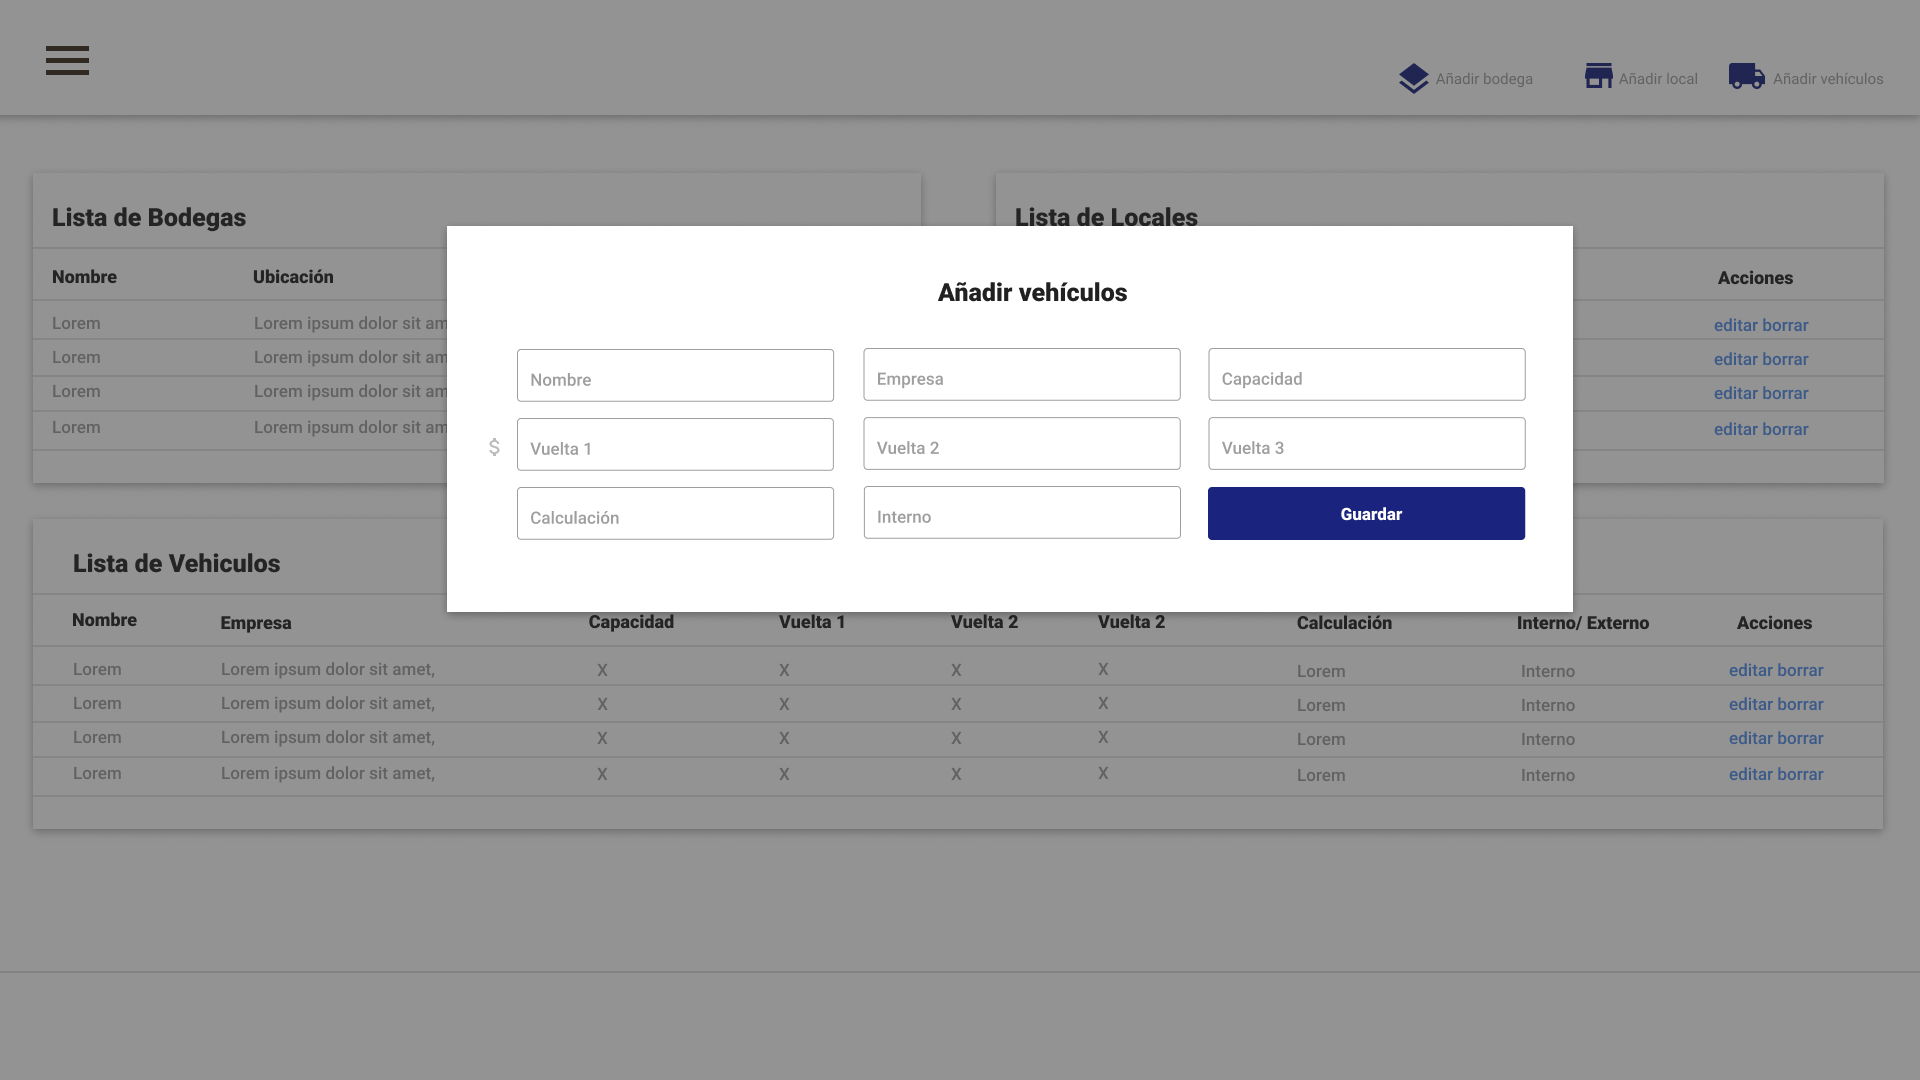 Añadir bodega Añadir local Añadir vehículos
Lista de Bodegas Lista de Locales
Nombre Ubicación Acciones
Lorem Lorem ipsum dolor sit am editar borrar
Lorem Lorem ipsum dolor sit am editar borrar
Lorem Lorem ipsum dolor sit am editar borrar
Lorem Lorem ipsum dolor sit am editar borrar
Añadir vehículos
Nombre Empresa Capacidad
$ Vuelta 1 Vuelta 2 Vuelta 3
Calculación Interno Guardar
Lista de Vehiculos
Nombre Empresa Capacidad Vuelta 1 Vuelta 2 Vuelta 2 Calculación Interno/ Externo Acciones
Lorem Lorem ipsum dolor sit amet, X X X X Lorem Interno editar borrar
Lorem Lorem ipsum dolor sit amet, X X X X Lorem Interno editar borrar
Lorem Lorem ipsum dolor sit amet, X X X X Lorem Interno editar borrar
Lorem Lorem ipsum dolor sit amet, X X X X Lorem Interno editar borrar